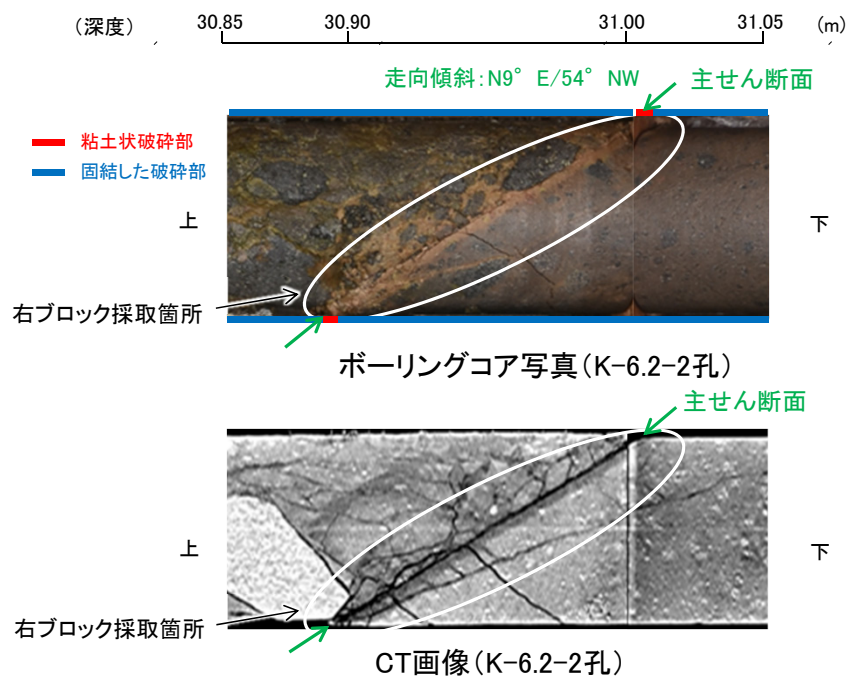 （深度） 30.85 30.90 31.00 31.05 (m)
走向傾斜：N9°E/54°NW 主せん断面
粘土状破砕部
固結した破砕部
上 下
右ブロック採取箇所
ボーリングコア写真（K-6.2-2孔）
主せん断面
上 下
右ブロック採取箇所
CT画像（K-6.2-2孔）